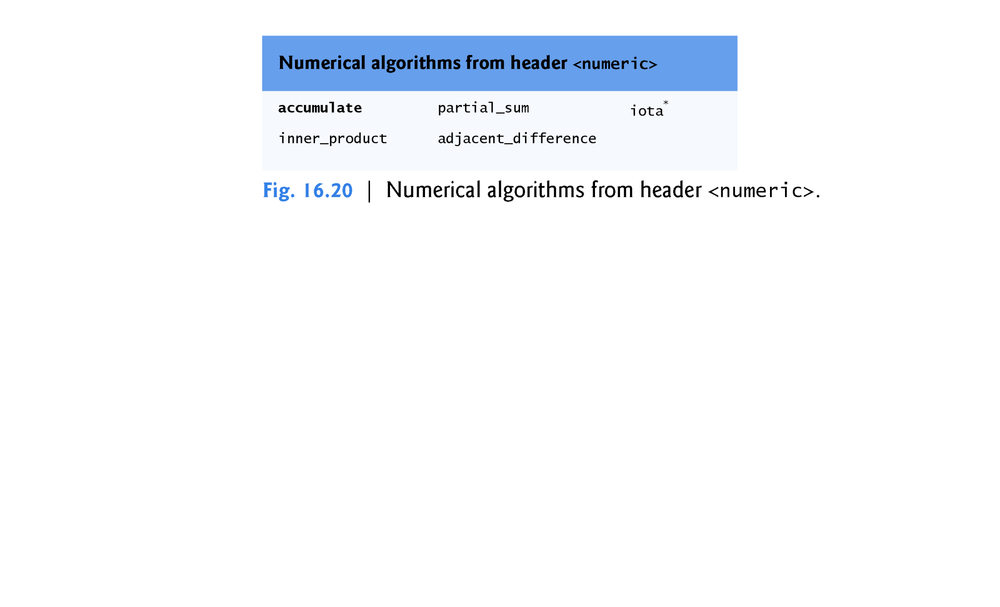 Numerical algorithms from header <numeric>
accumulate partial_sum iota*
inner_product adjacent_difference
Fig. 16.20 | Numerical algorithms from header <numeric>.